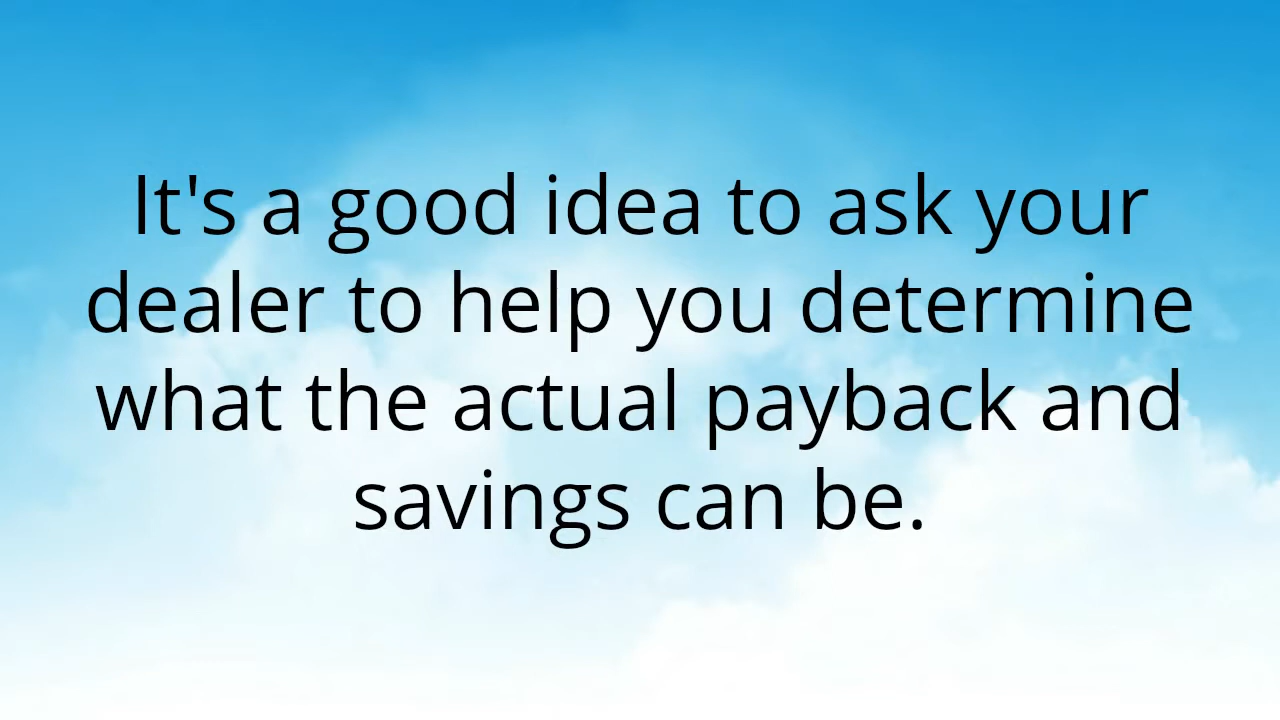 It's a good idea to ask your
dealer to help you determine
what the actual payback and
savings can be.